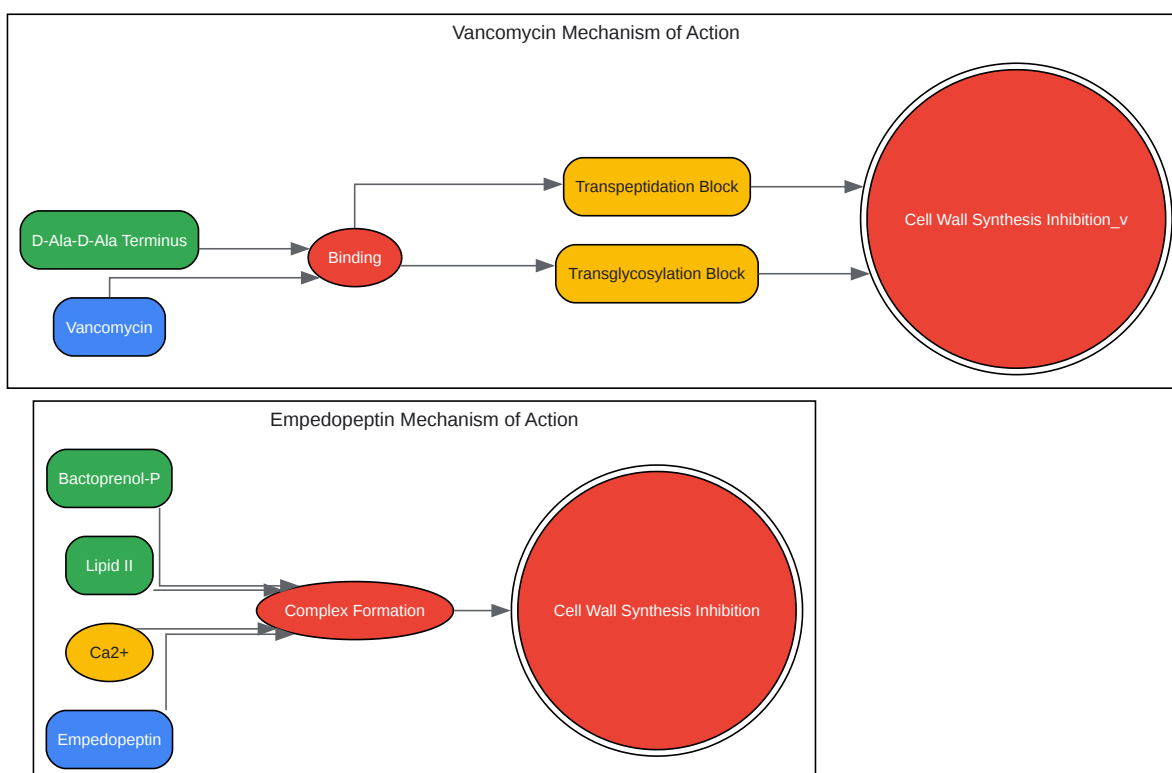 Vancomycin Mechanism of Action
Transpeptidation Block
Cell Wall Synthesis Inhibition_v
D-Ala-D-Ala Terminus
Binding
Transglycosylation Block
Vancomycin
Empedopeptin Mechanism of Action
Bactoprenol-P
Lipid II
Complex Formation
Cell Wall Synthesis Inhibition
Ca2+
Empedopeptin